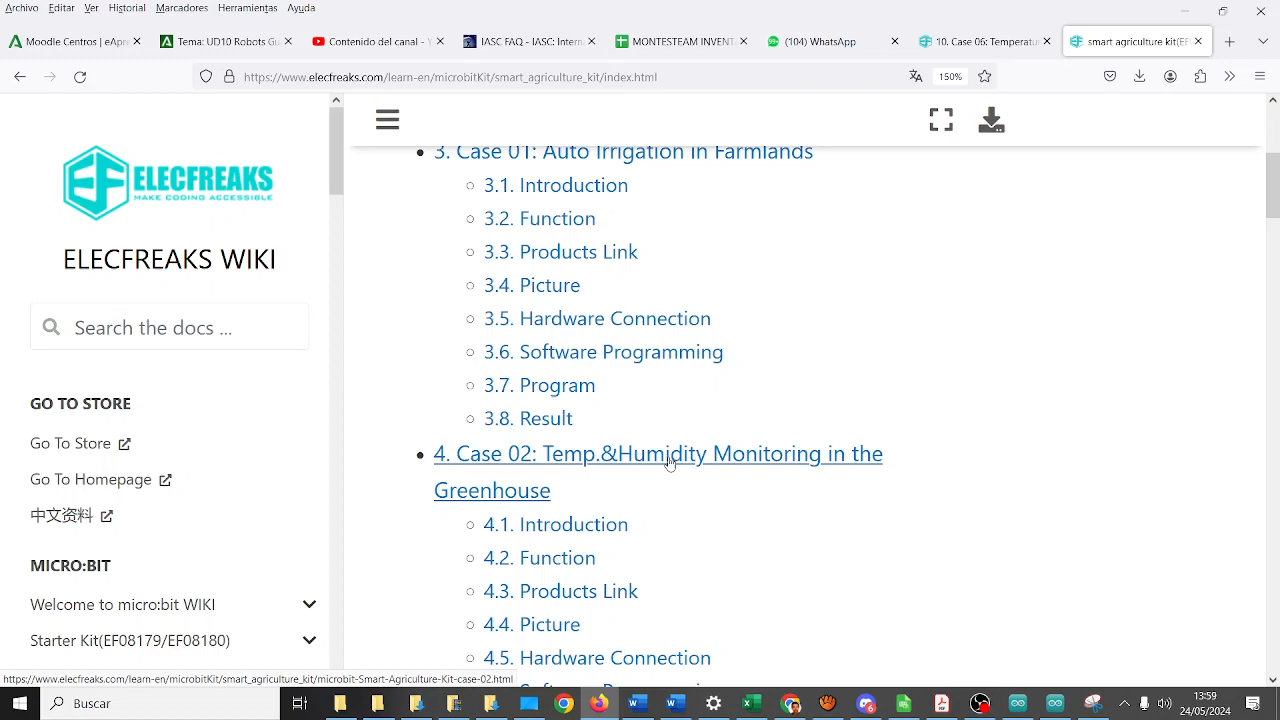 Archivo Editar Ver Historial Marcadores Herramientas Ayuda
Moodle Centros | eApre
Tema: UD10 Robots Gu
Contenido del canal - Y
IASC FAQ - IASC: Intern
MONTESTEAM INVENT
(104) WhatsApp
10. Case 06: Temperatu
smart agriculture kit(EF
https://www.elecfreaks.com/learn-en/microbitKit/smart_agriculture_kit/index.html
150%
ELECFREAKS
MAKE CODING ACCESSIBLE
ELECFREAKS WIKI
Search the docs ...
GO TO STORE
Go To Store
Go To Homepage
中文资料
MICRO:BIT
Welcome to micro:bit WIKI
Starter Kit(EF08179/EF08180)
3. Case 01: Auto Irrigation in Farmlands
3.1. Introduction
3.2. Function
3.3. Products Link
3.4. Picture
3.5. Hardware Connection
3.6. Software Programming
3.7. Program
3.8. Result
4. Case 02: Temp.&Humidity Monitoring in the
Greenhouse
4.1. Introduction
4.2. Function
4.3. Products Link
4.4. Picture
4.5. Hardware Connection
https://www.elecfreaks.com/learn-en/microbitKit/smart_agriculture_kit/microbit-Smart-Agriculture-Kit-case-02.html
Buscar
13:59
24/05/2024